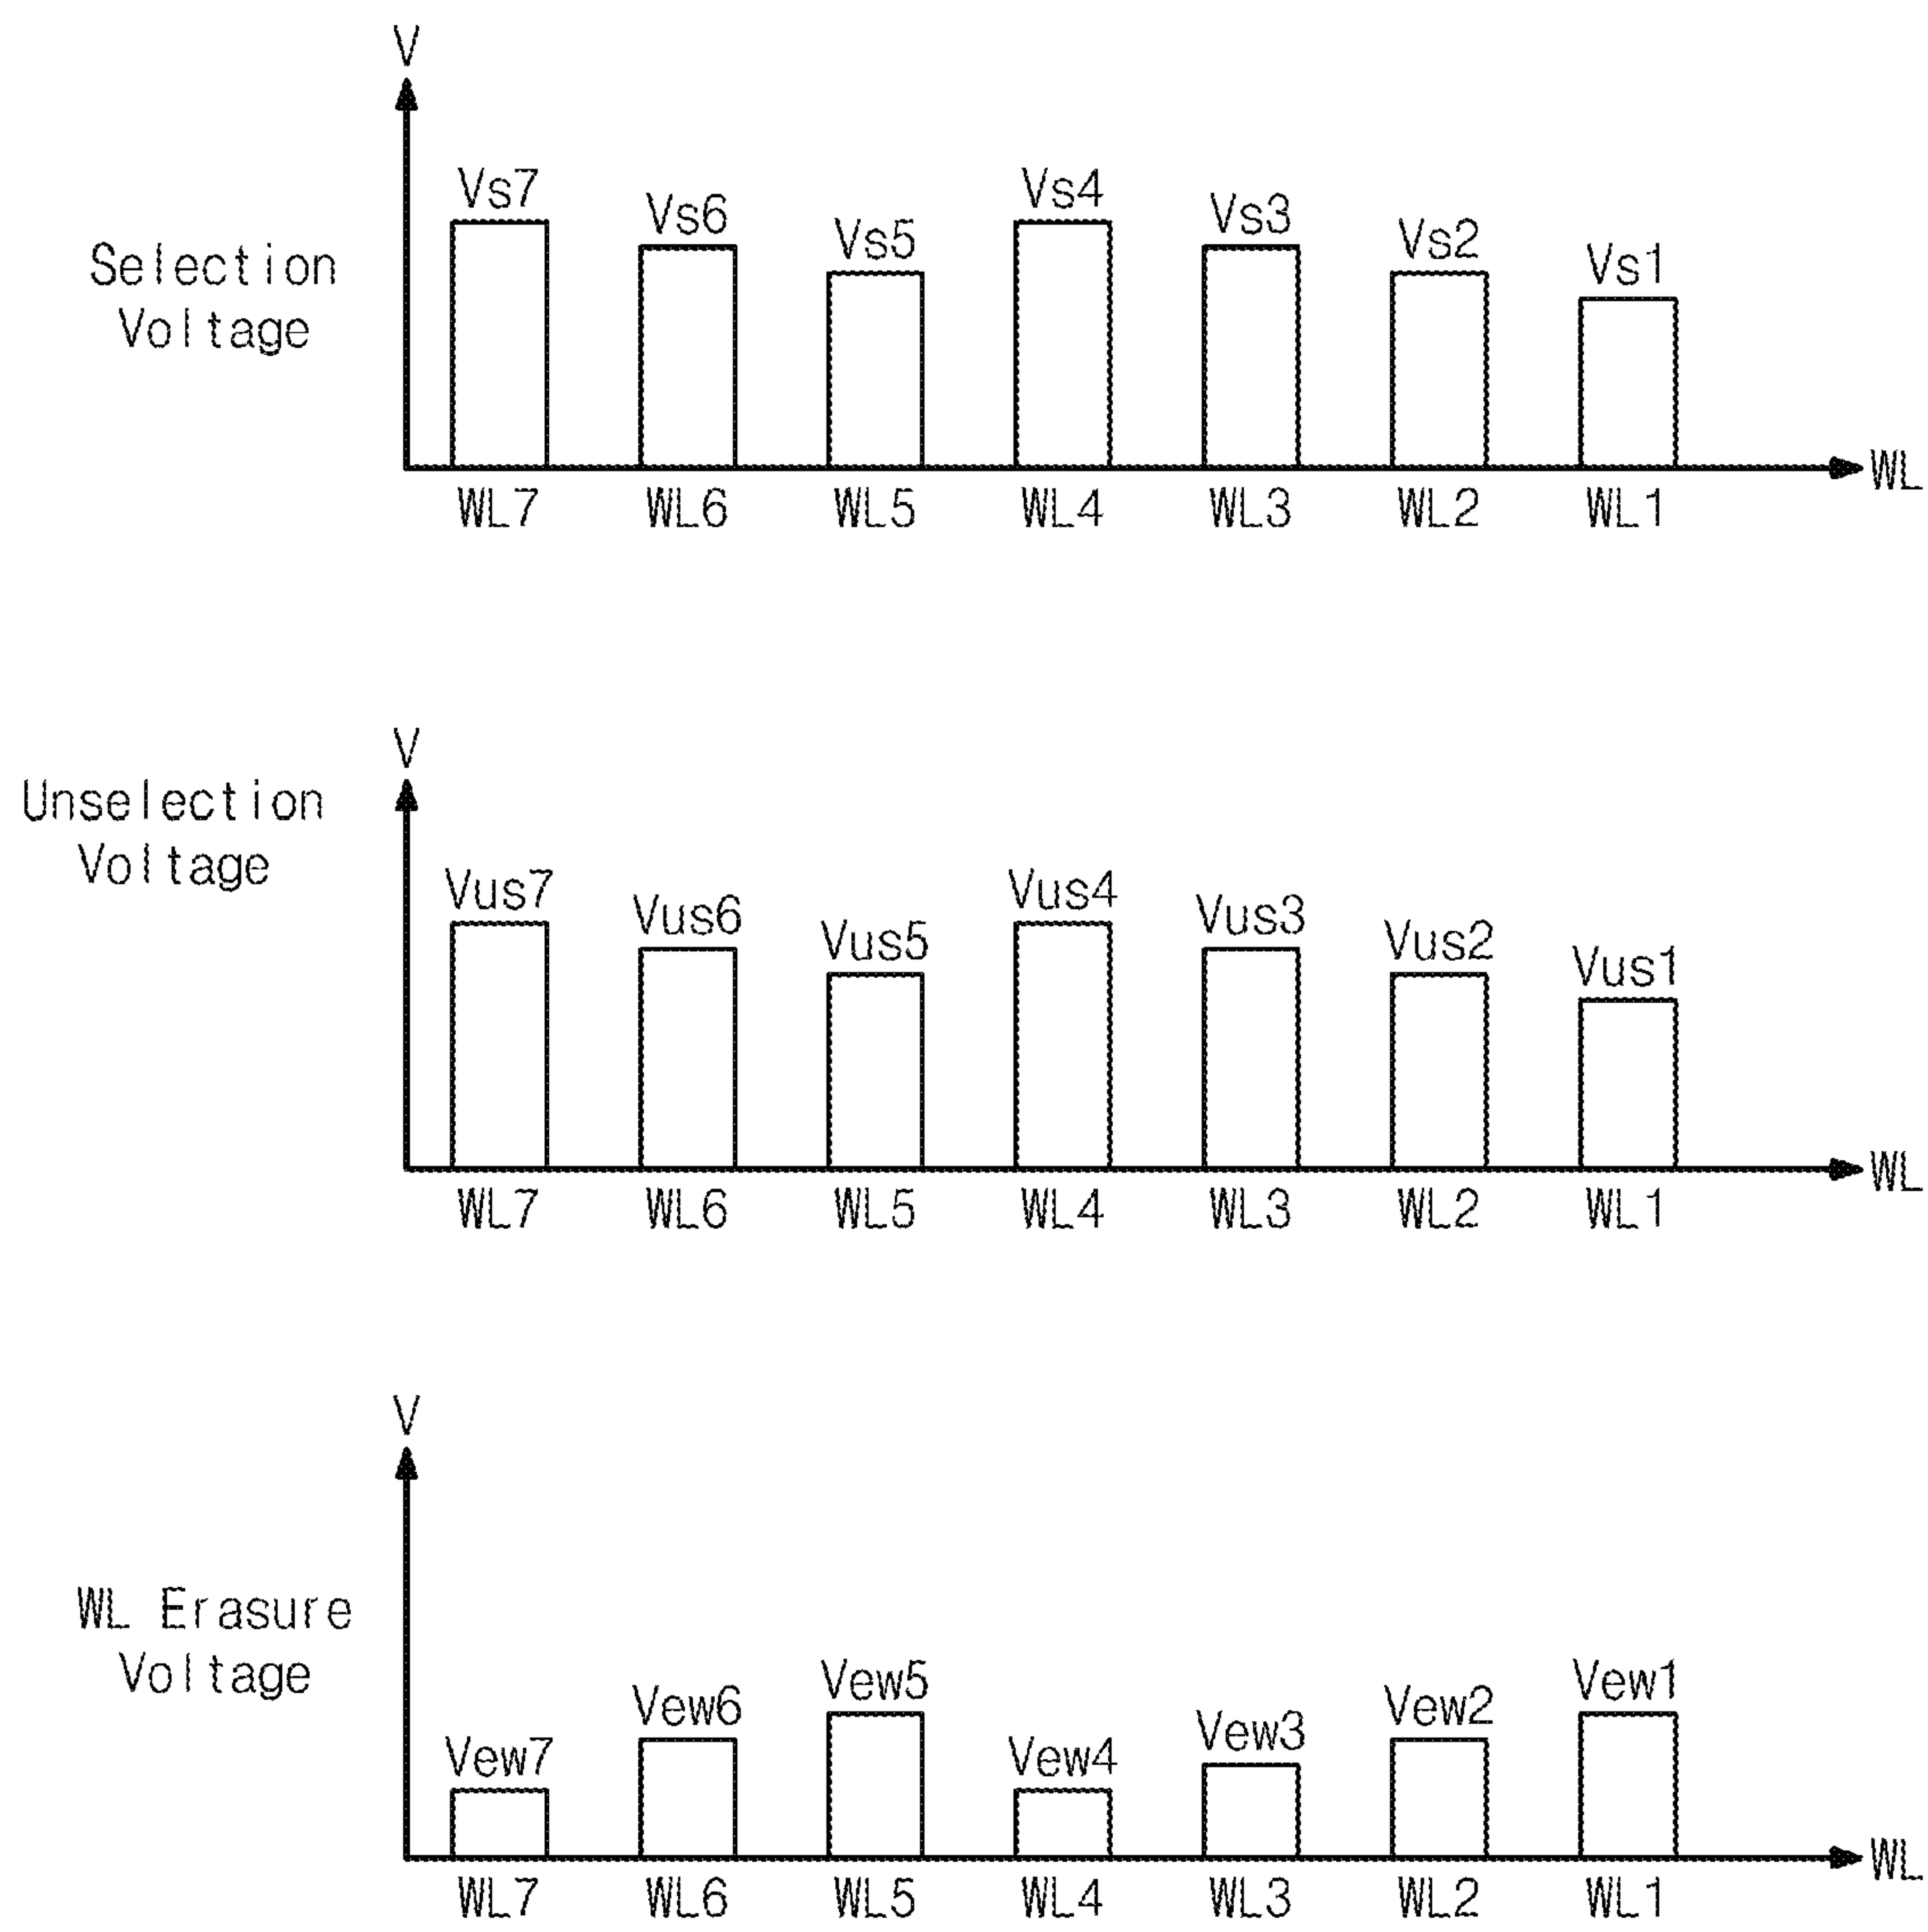 V
Vs7 Vs6 Vs5 Vs4 Vs3 Vs2 Vs1
Selection
Voltage
WL
WL7 WL6 WL5 WL4 WL3 WL2 WL1
V
Unselection
Voltage
Vus7 Vus6 Vus5 Vus4 Vus3 Vus2 Vus1
WL
WL7 WL6 WL5 WL4 WL3 WL2 WL1
V
WL Erasure
Voltage
Vew7 Vew6 Vew5 Vew4 Vew3 Vew2 Vew1
WL
WL7 WL6 WL5 WL4 WL3 WL2 WL1